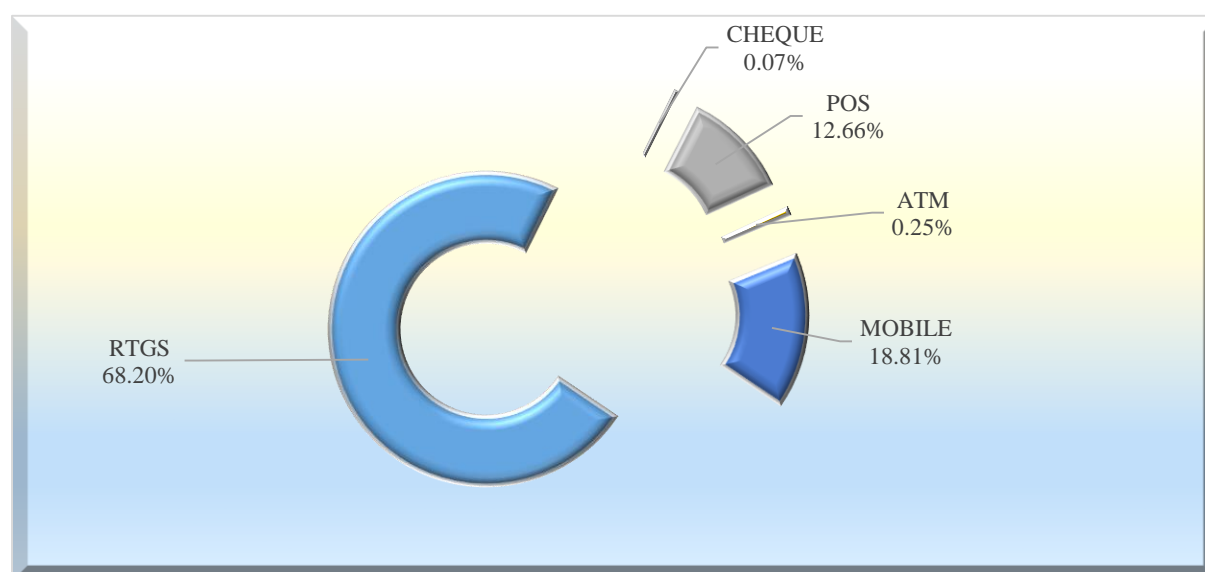 CHEQUE
0.07%
POS
12.66%
ATM
0.25%
MOBILE
18.81%
RTGS
68.20%